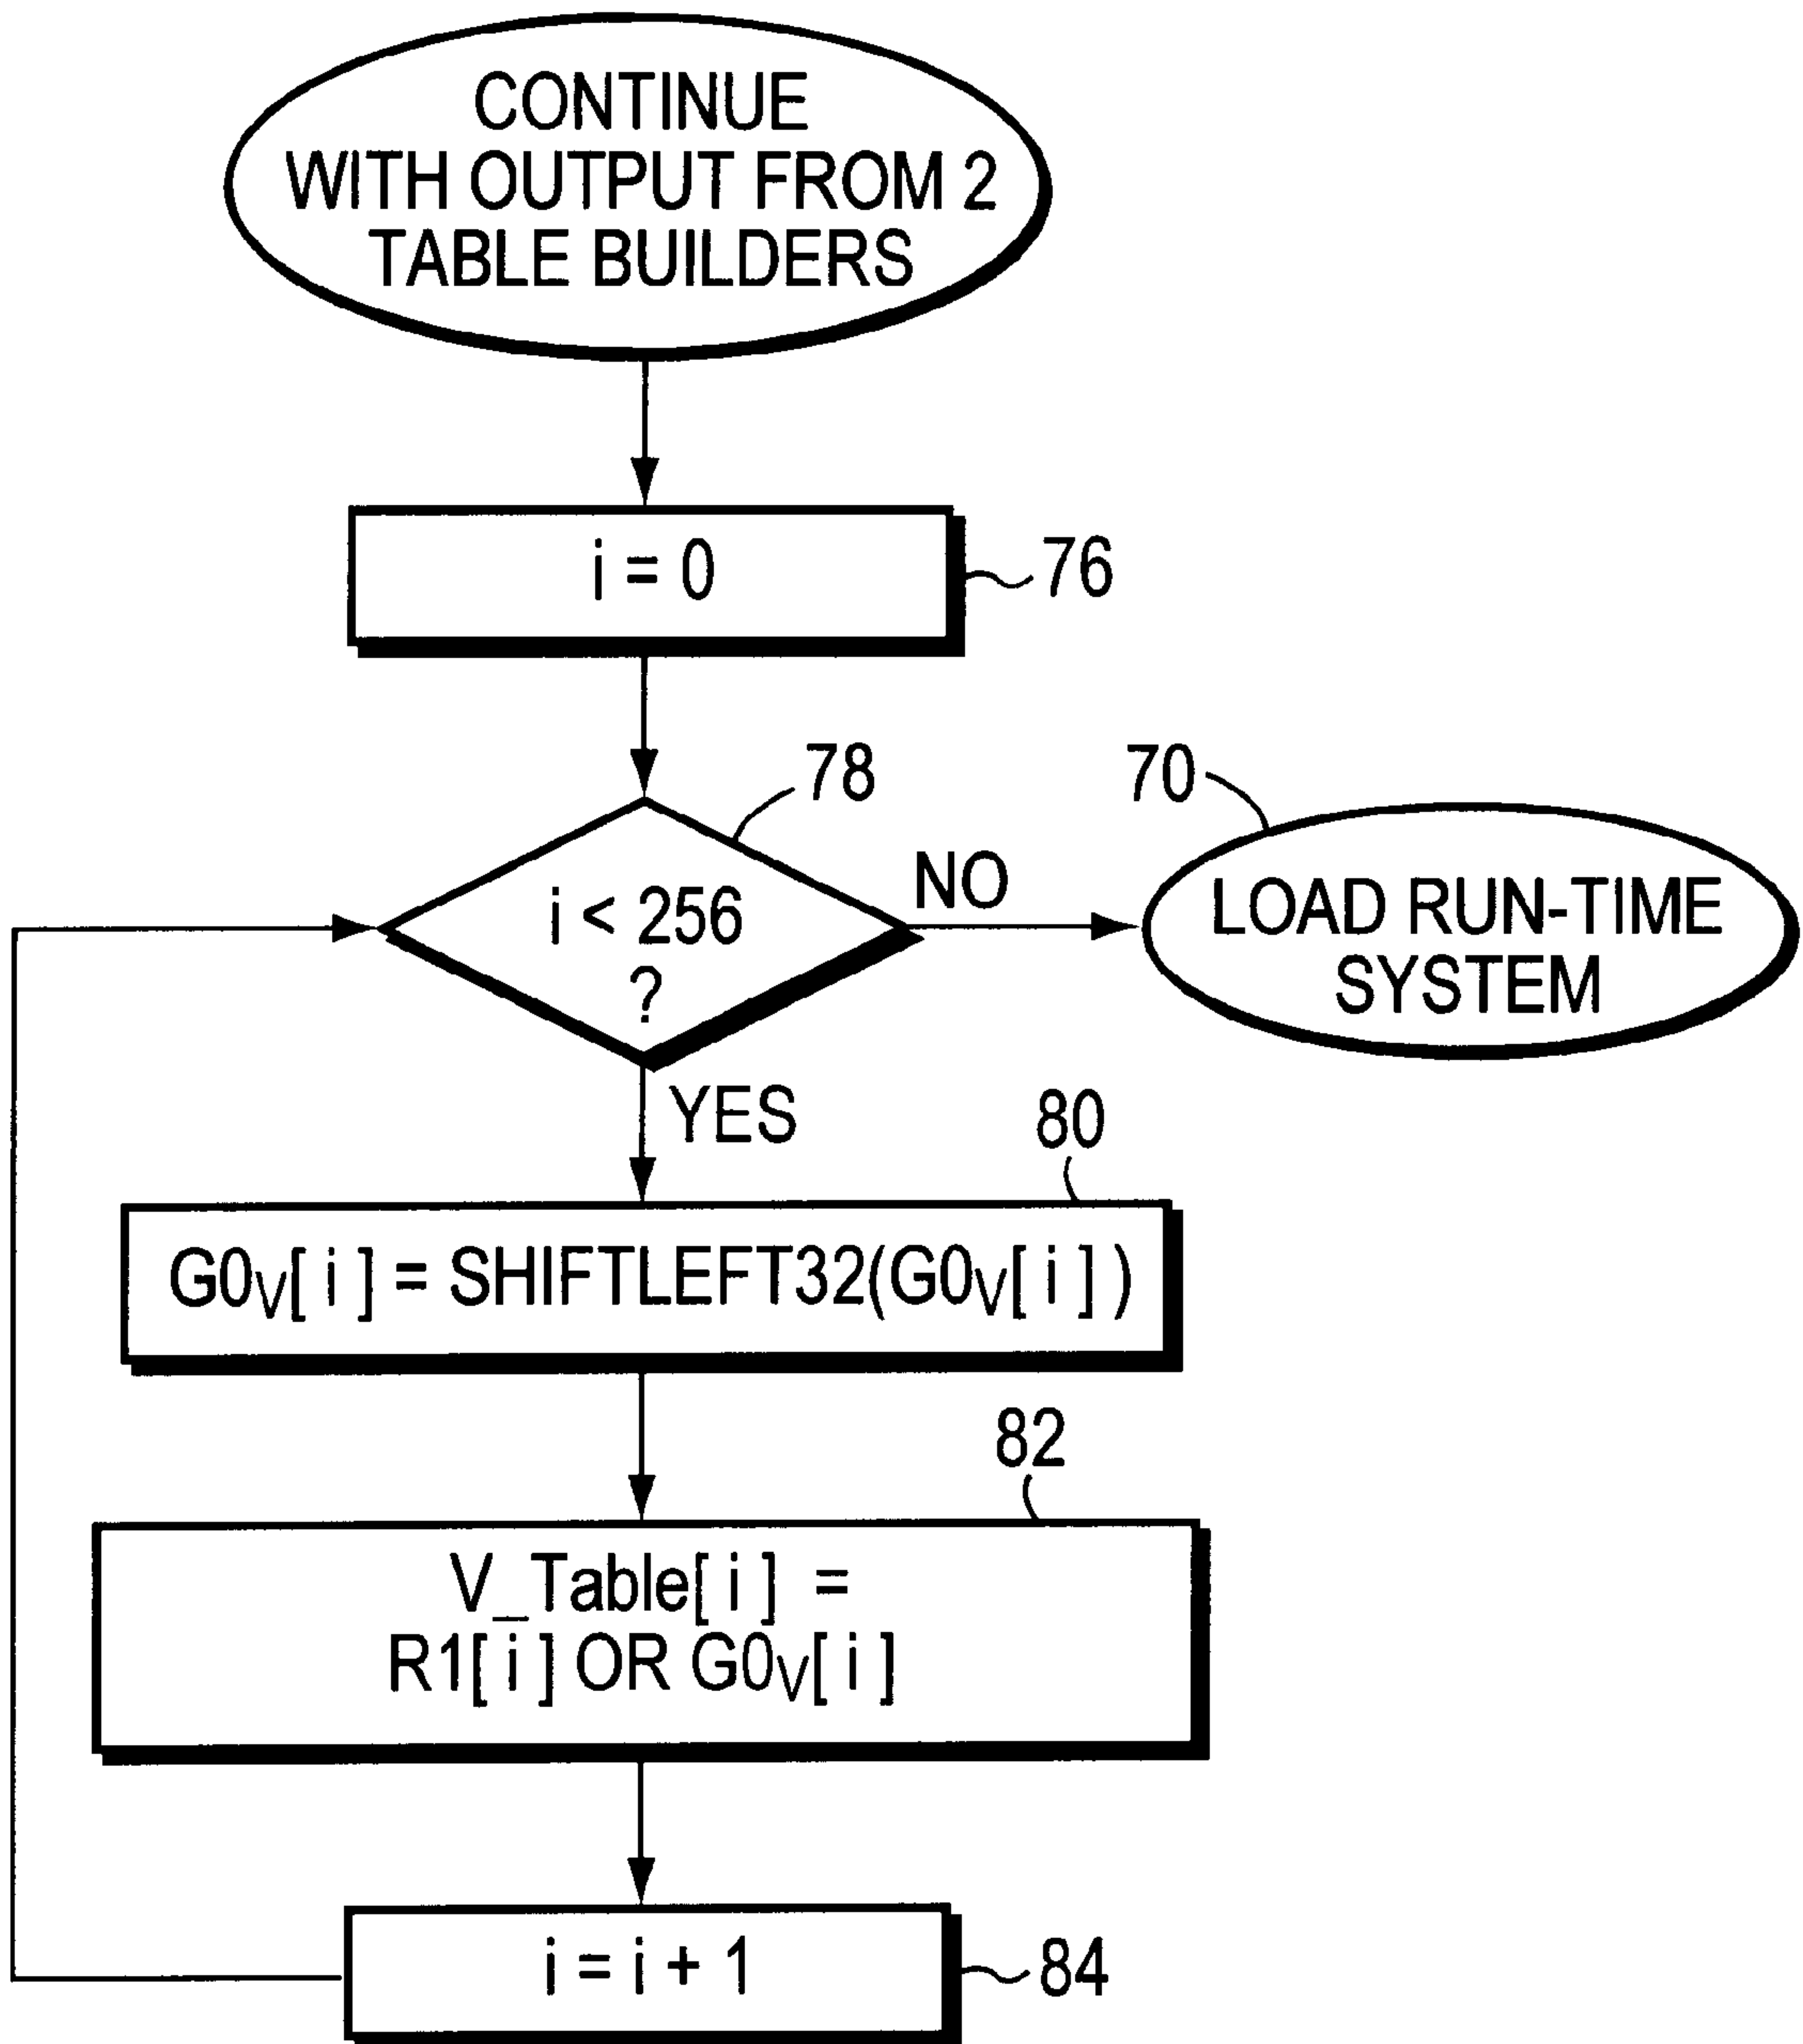 CONTINUE
WITH OUTPUT FROM 2
TABLE BUILDERS
i = 0
76
78
70
i < 256
?
NO
LOAD RUN-TIME
SYSTEM
YES
80
G0V[ i ] = SHIFTLEFT32(G0V[ i ] )
82
V_Table[ i ] =
R1[ i ] OR G0V[ i ]
i = i + 1
84